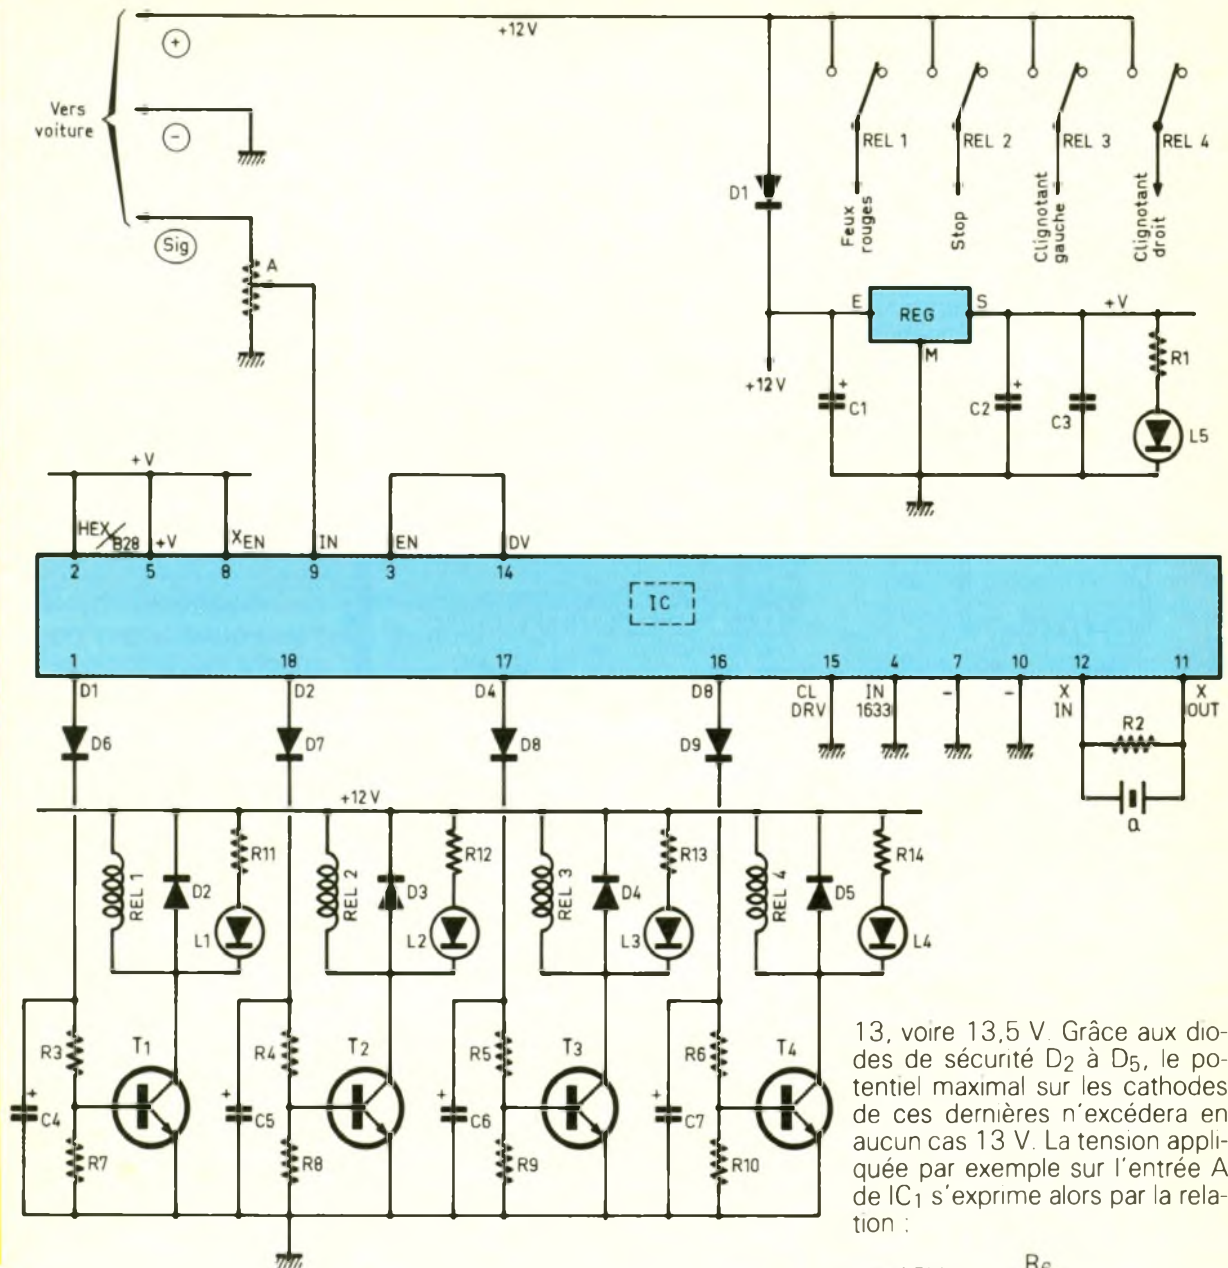 +
+12V
Vers
voiture
-
REL 1
REL 2
REL 3
REL 4
D1
Feux
rouges
Stop
Clignotant
gauche
Clignotant
droit
Sig
A
E
REG
S
+V
M
R1
+12V
+
C1
+
C2
C3
L5
+V
HEX/B28
+V
XEN
IN
EN
DV
2
5
8
9
3
14
IC
1
18
17
16
15
4
7
10
12
11
D1
D2
D4
D8
CL
DRV
IN
1633
-
-
X
IN
X
OUT
D6
D7
D8
D9
R2
Q
+12V
REL 1
D2
R11
L1
REL 2
D3
R12
L2
REL 3
D4
R13
L3
REL 4
D5
R14
L4
R3
T1
R4
T2
R5
T3
R6
T4
+
C4
+
C5
+
C6
+
C7
R7
R8
R9
R10
13, voire 13,5 V. Grâce aux dio-
des de sécurité D2 à D5, le po-
tentiel maximal sur les cathodes
de ces dernières n'excédera en
aucun cas 13 V. La tension appli-
quée par exemple sur l'entrée A
de IC1 s'exprime alors par la rela-
tion :